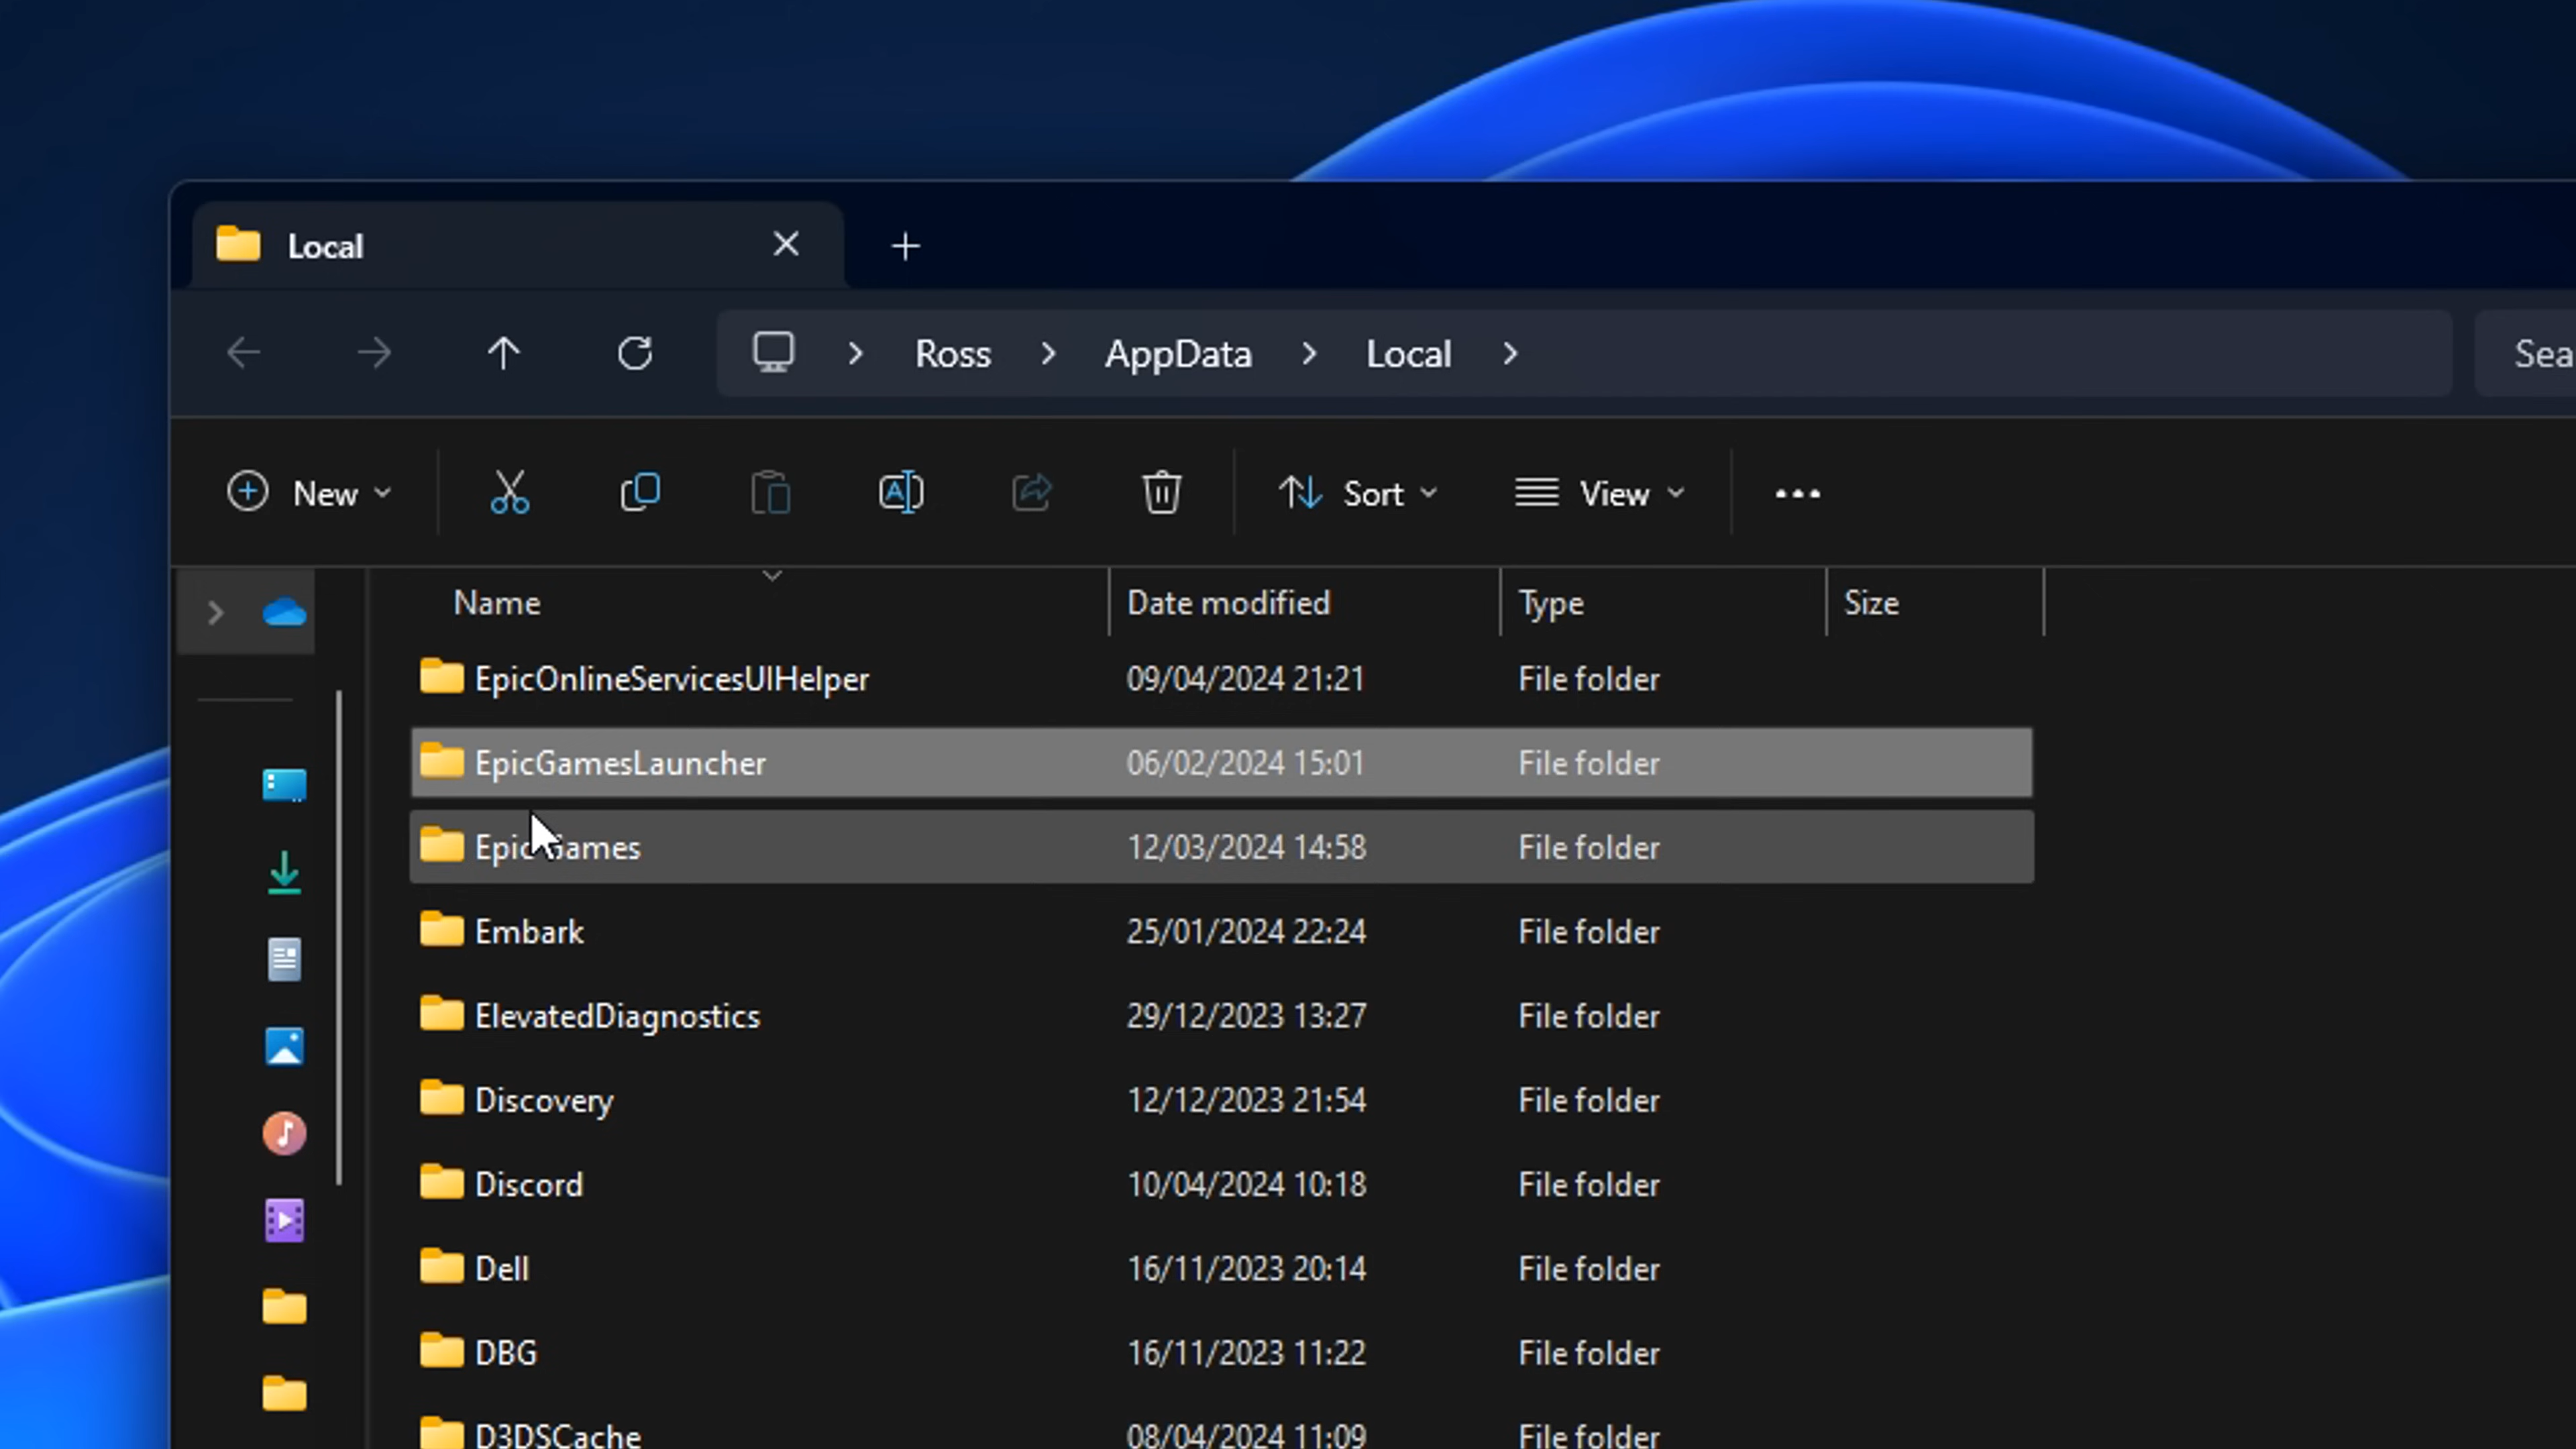 Local
Ross AppData Local Sea
New Sort View
Name Date modified Type Size
EpicOnlineServicesUIHelper 09/04/2024 21:21 File folder
EpicGamesLauncher 06/02/2024 15:01 File folder
Epic Games 12/03/2024 14:58 File folder
Embark 25/01/2024 22:24 File folder
ElevatedDiagnostics 29/12/2023 13:27 File folder
Discovery 12/12/2023 21:54 File folder
Discord 10/04/2024 10:18 File folder
Dell 16/11/2023 20:14 File folder
DBG 16/11/2023 11:22 File folder
D3DSCache 08/04/2024 11:09 File folder